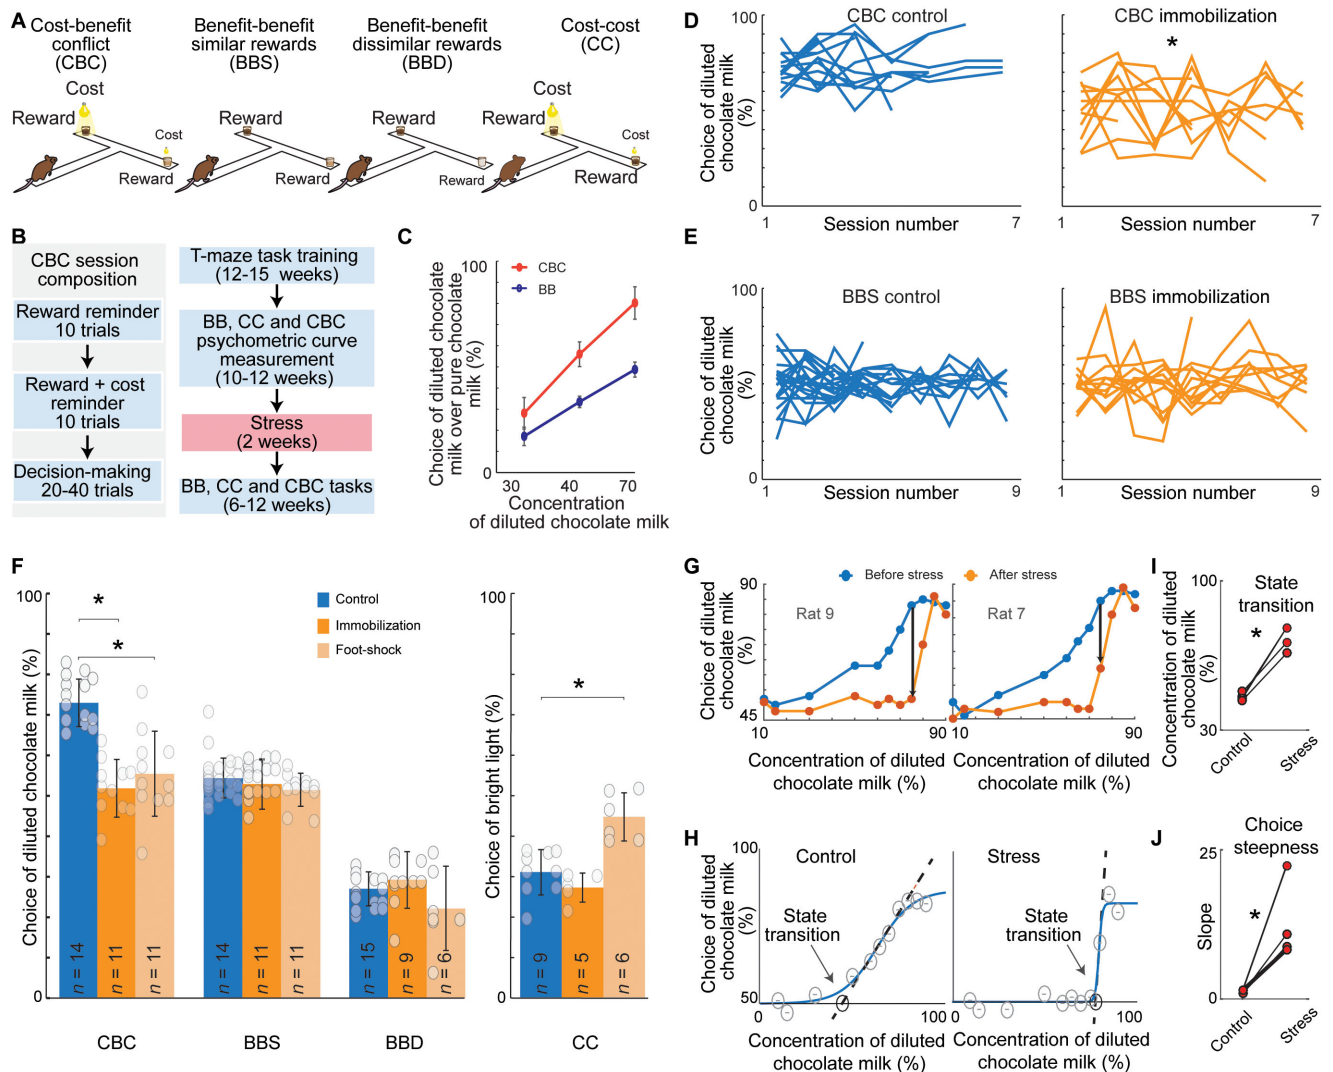 A
Cost-benefit
conflict
(CBC)
Cost
Reward
Cost
Reward
Benefit-benefit
similar rewards
(BBS)
Reward
Reward
Benefit-benefit
dissimilar rewards
(BBD)
Reward
Reward
Cost-cost
(CC)
Cost
Reward
Cost
Reward
B
CBC session
composition
Reward reminder
10 trials
Reward + cost
reminder
10 trials
Decision-making
20-40 trials
T-maze task training
(12-15 weeks)
BB, CC and CBC
psychometric curve
measurement
(10-12 weeks)
Stress
(2 weeks)
BB, CC and CBC tasks
(6-12 weeks)
C
Choice of diluted chocolate
milk over pure chocolate
milk (%)
100
0
CBC
BB
30 40 70
Concentration
of diluted chocolate milk
D
Choice of diluted
chocolate milk
(%)
100
0
CBC control
1 Session number 7
CBC immobilization
*
1 Session number 7
E
Choice of diluted
chocolate milk
(%)
100
0
BBS control
1 Session number 9
BBS immobilization
1 Session number 9
F
Choice of diluted chocolate milk (%)
100
0
*
*
Control
Immobilization
Foot-shock
n = 14
n = 11
n = 11
n = 14
n = 11
n = 11
n = 15
n = 9
n = 6
CBC BBS BBD
Choice of bright light (%)
100
0
*
n = 9
n = 5
n = 6
CC
G
Before stress After stress
Choice of diluted
chocolate milk
(%)
90
45
Rat 9
10 90
Concentration of diluted
chocolate milk (%)
Rat 7
10 90
Concentration of diluted
chocolate milk (%)
H
Choice of diluted
chocolate milk
(%)
100
50
Control
State
transition
0 100
Concentration of diluted
chocolate milk (%)
Stress
State
transition
0 100
Concentration of diluted
chocolate milk (%)
I
Concentration of diluted
chocolate milk
(%)
100
30
State
transition
*
Control
Stress
J
Choice
steepness
Slope
25
0
*
Control
Stress